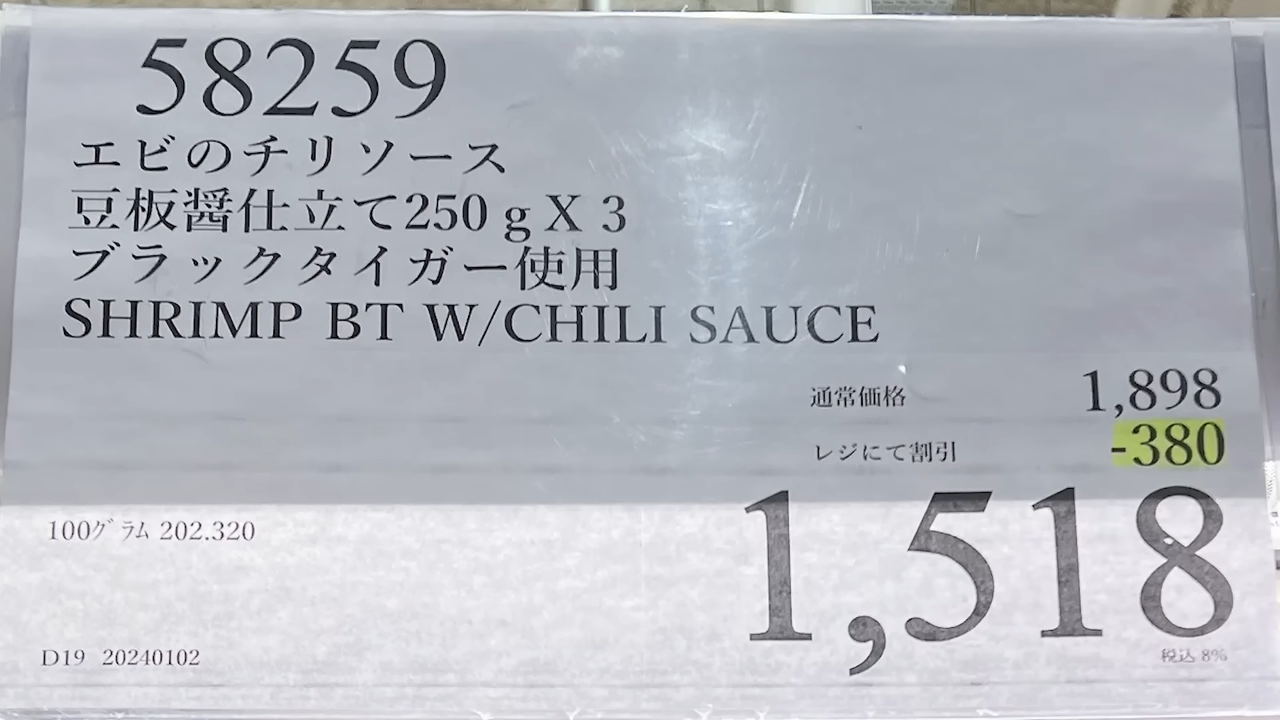 58259
エビのチリソース
豆板醤仕立て250 g X 3
ブラックタイガー使用
SHRIMP BT W/CHILI SAUCE
通常価格 1,898
レジにて割引 -380
1,518
100グラム 202.320
税込 8%
D19 20240102